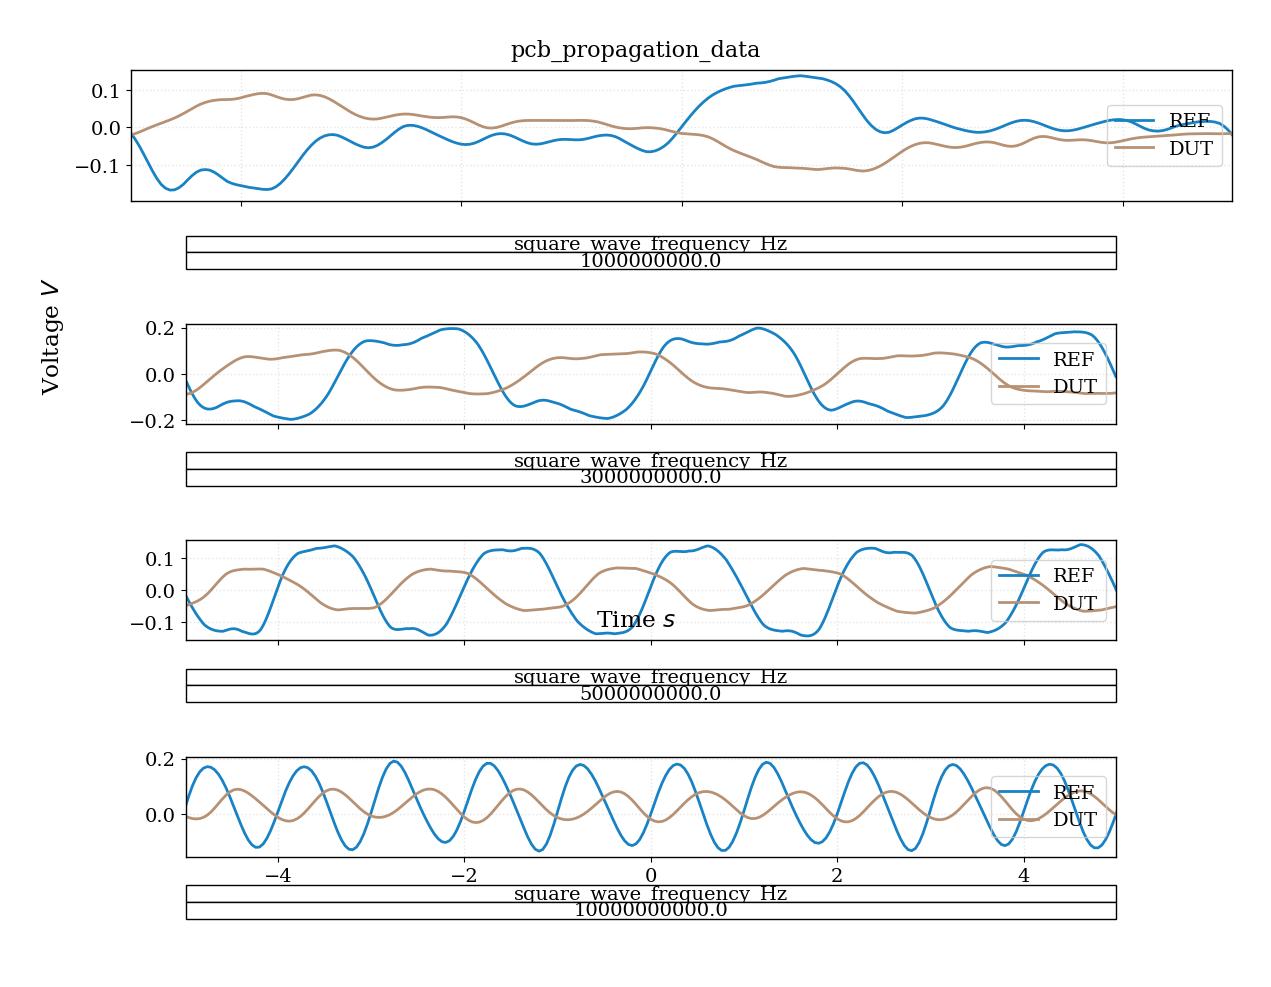 pcb_propagation_data
0.1
0.0
−0.1
REF
DUT
square_wave_frequency_Hz
1000000000.0
Voltage V
0.2
0.0
−0.2
REF
DUT
square_wave_frequency_Hz
3000000000.0
0.1
0.0
−0.1
REF
DUT
Time s
square_wave_frequency_Hz
5000000000.0
0.2
0.0
REF
DUT
−4 −2 0 2 4
square_wave_frequency_Hz
10000000000.0